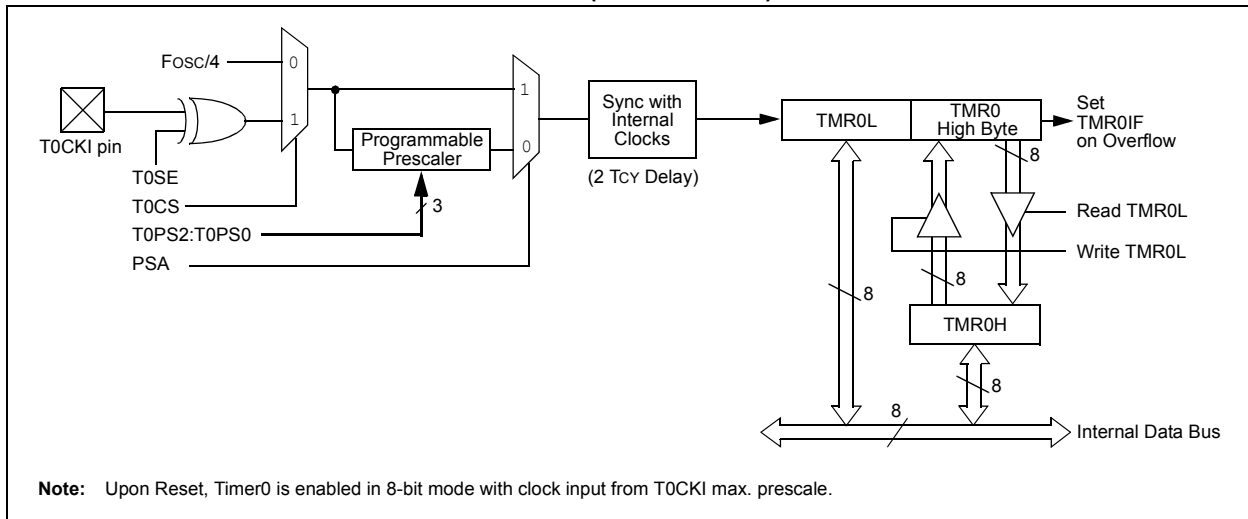 Fosc/4
0
1
T0CKI pin
T0SE
T0CS
T0PS2:T0PS0
PSA
Programmable
Prescaler
3
1
0
Sync with
Internal
Clocks
(2 TCY Delay)
TMR0L
TMR0
High Byte
Set
TMR0IF
on Overflow
8
Read TMR0L
Write TMR0L
8
8
TMR0H
8
8
Internal Data Bus
Note: Upon Reset, Timer0 is enabled in 8-bit mode with clock input from T0CKI max. prescale.